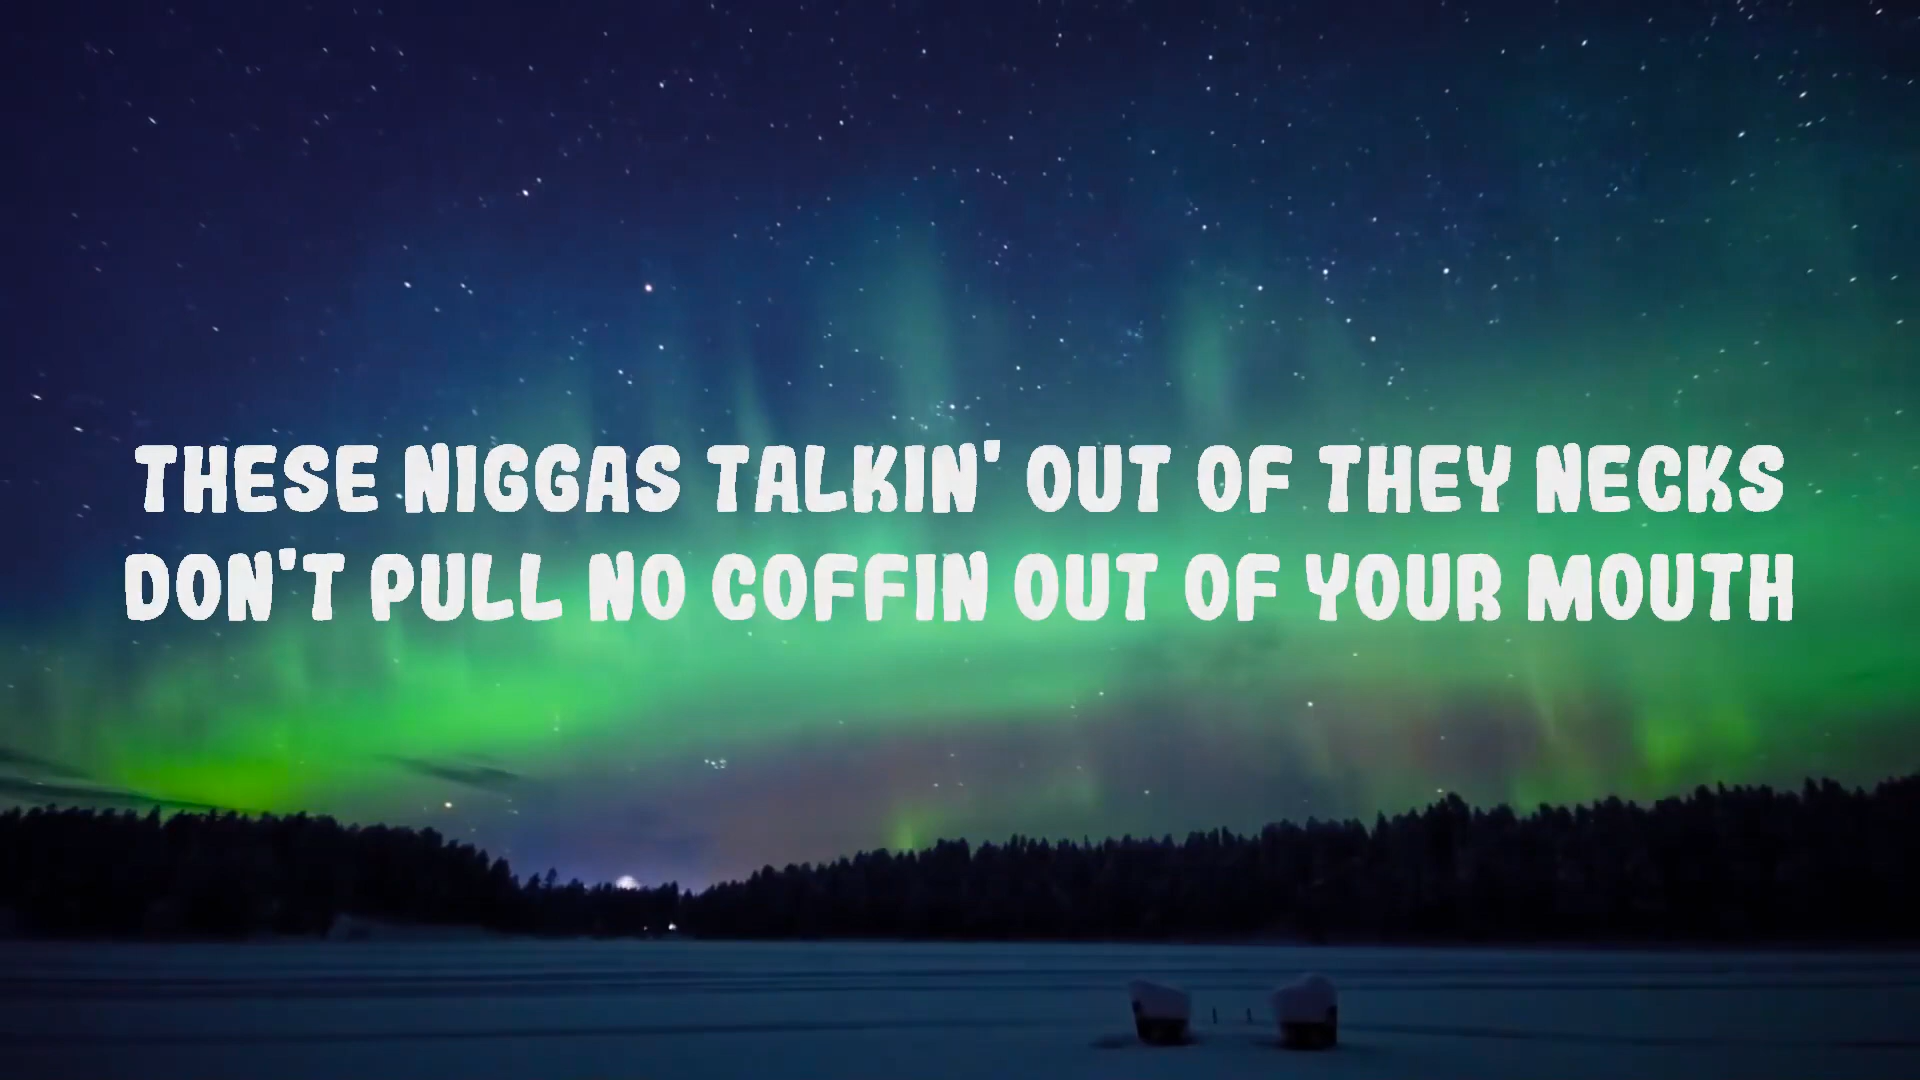 THESE NIGGAS TALKIN' OUT OF THEY NECKS
DON'T PULL NO COFFIN OUT OF YOUR MOUTH